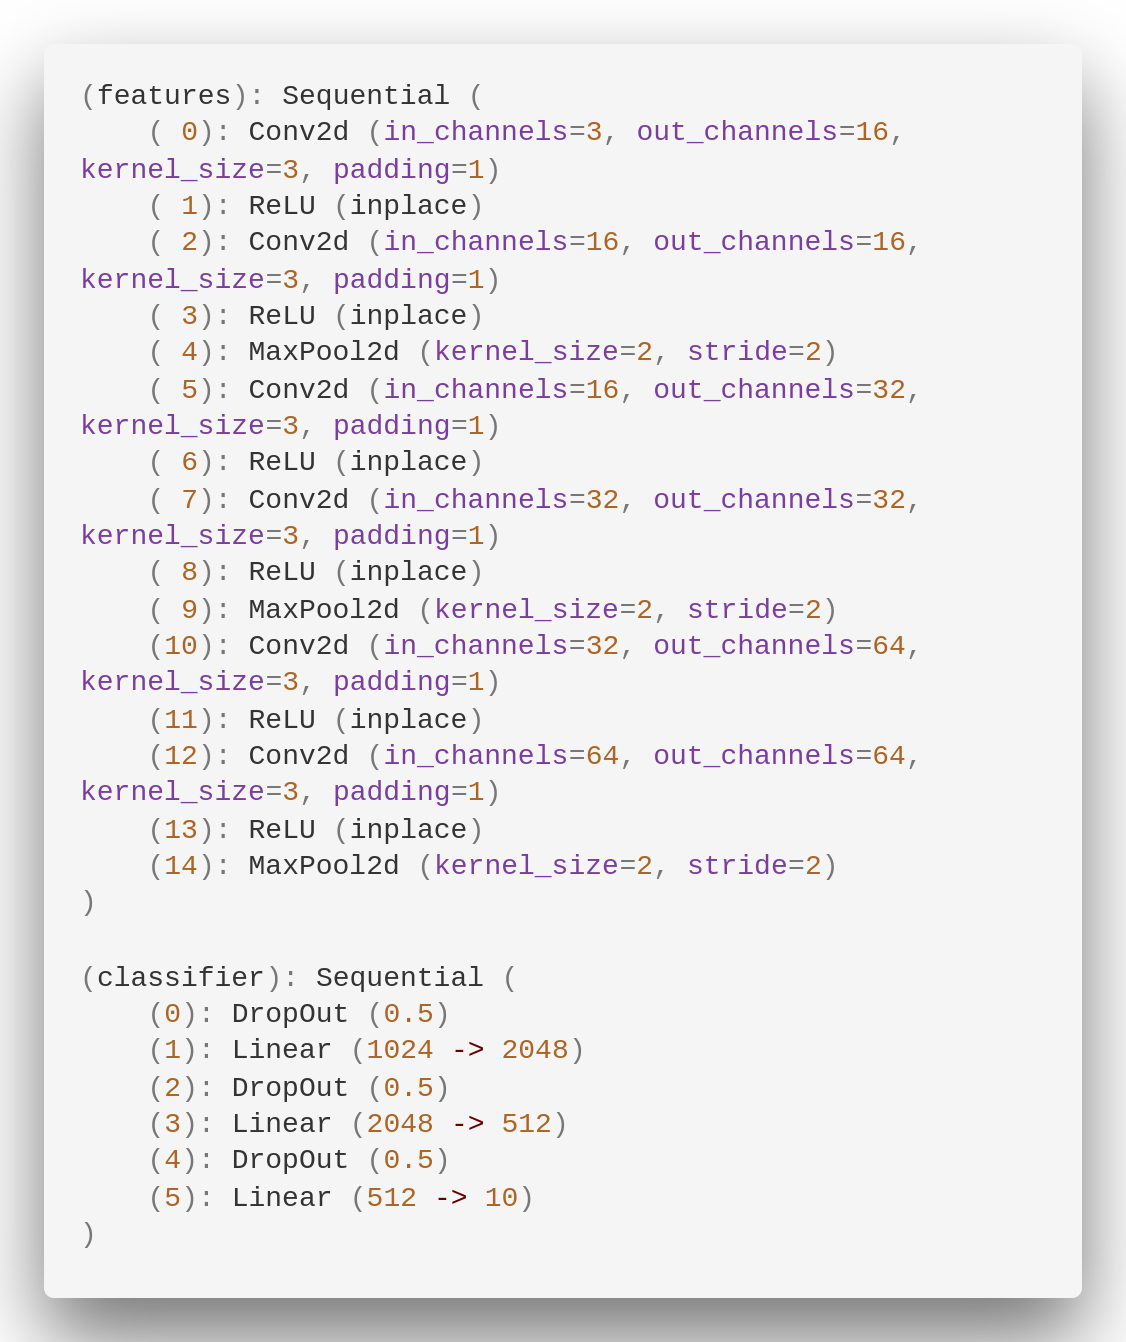 (features): Sequential (
    ( 0): Conv2d (in_channels=3, out_channels=16,
kernel_size=3, padding=1)
    ( 1): ReLU (inplace)
    ( 2): Conv2d (in_channels=16, out_channels=16,
kernel_size=3, padding=1)
    ( 3): ReLU (inplace)
    ( 4): MaxPool2d (kernel_size=2, stride=2)
    ( 5): Conv2d (in_channels=16, out_channels=32,
kernel_size=3, padding=1)
    ( 6): ReLU (inplace)
    ( 7): Conv2d (in_channels=32, out_channels=32,
kernel_size=3, padding=1)
    ( 8): ReLU (inplace)
    ( 9): MaxPool2d (kernel_size=2, stride=2)
    (10): Conv2d (in_channels=32, out_channels=64,
kernel_size=3, padding=1)
    (11): ReLU (inplace)
    (12): Conv2d (in_channels=64, out_channels=64,
kernel_size=3, padding=1)
    (13): ReLU (inplace)
    (14): MaxPool2d (kernel_size=2, stride=2)
)

(classifier): Sequential (
    (0): DropOut (0.5)
    (1): Linear (1024 -> 2048)
    (2): DropOut (0.5)
    (3): Linear (2048 -> 512)
    (4): DropOut (0.5)
    (5): Linear (512 -> 10)
)